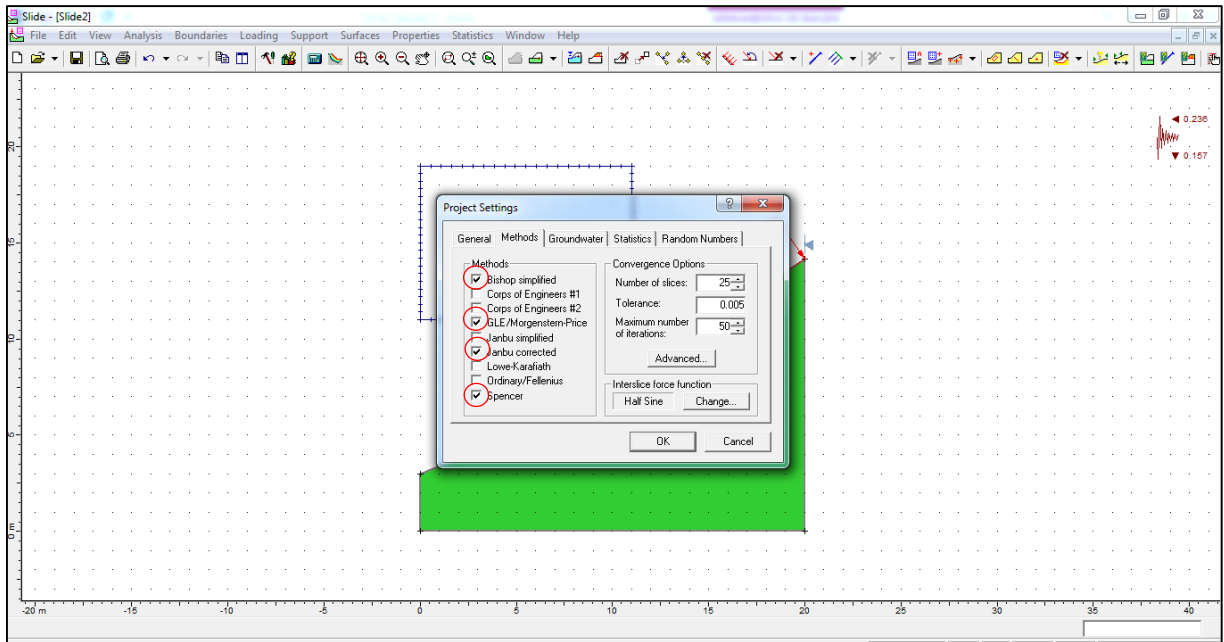 Slide - [Slide2]
File Edit View Analysis Boundaries Loading Support Surfaces Properties Statistics Window Help
0.236
0.157
Project Settings
General Methods Groundwater Statistics Random Numbers
Methods
Bishop simplified
Corps of Engineers #1
Corps of Engineers #2
GLE/Morgenstern-Price
Janbu simplified
Janbu corrected
Lowe-Karafiath
Ordinary/Fellenius
Spencer
Convergence Options
Number of slices: 25
Tolerance: 0.005
Maximum number of iterations: 50
Advanced...
Interslice force function
Half Sine Change...
OK Cancel
20
15
10
5
0 m
-20 m -15 -10 -5 0 5 10 15 20 25 30 35 40